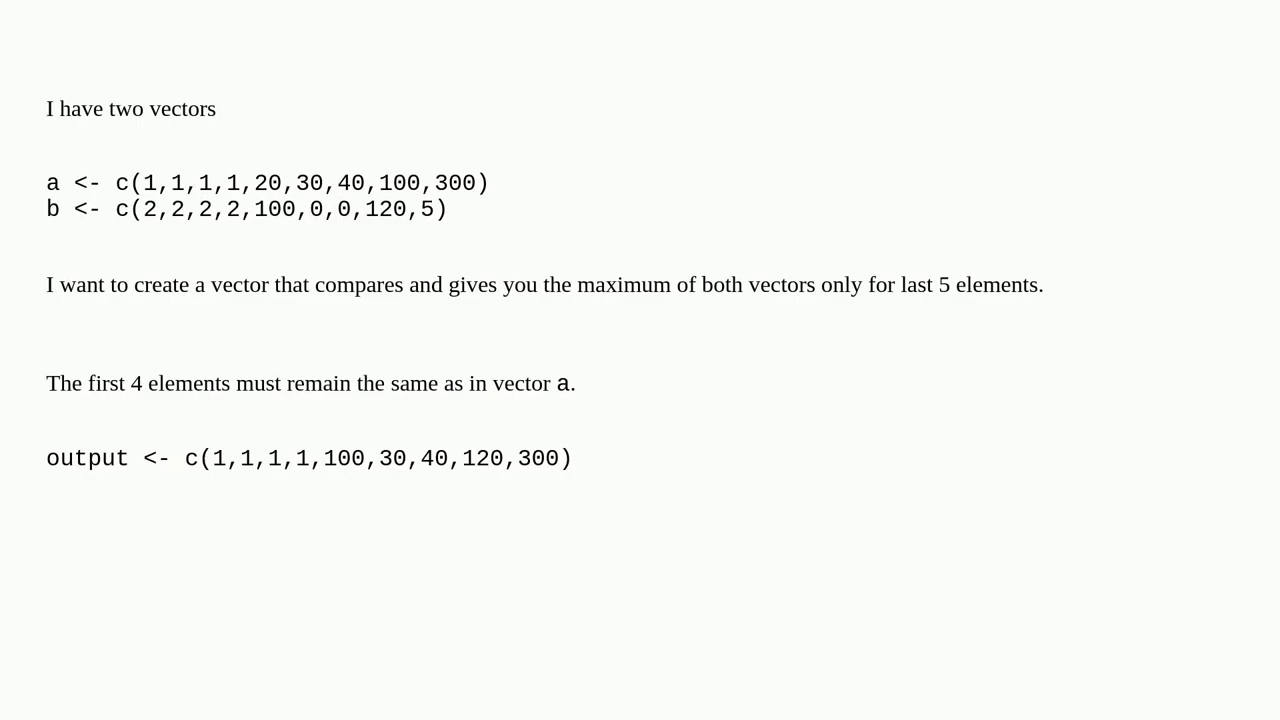 I have two vectors
a <- c(1,1,1,1,20,30,40,100,300)
b <- c(2,2,2,2,100,0,0,120,5)
I want to create a vector that compares and gives you the maximum of both vectors only for last 5 elements.
The first 4 elements must remain the same as in vector a.
output <- c(1,1,1,1,100,30,40,120,300)